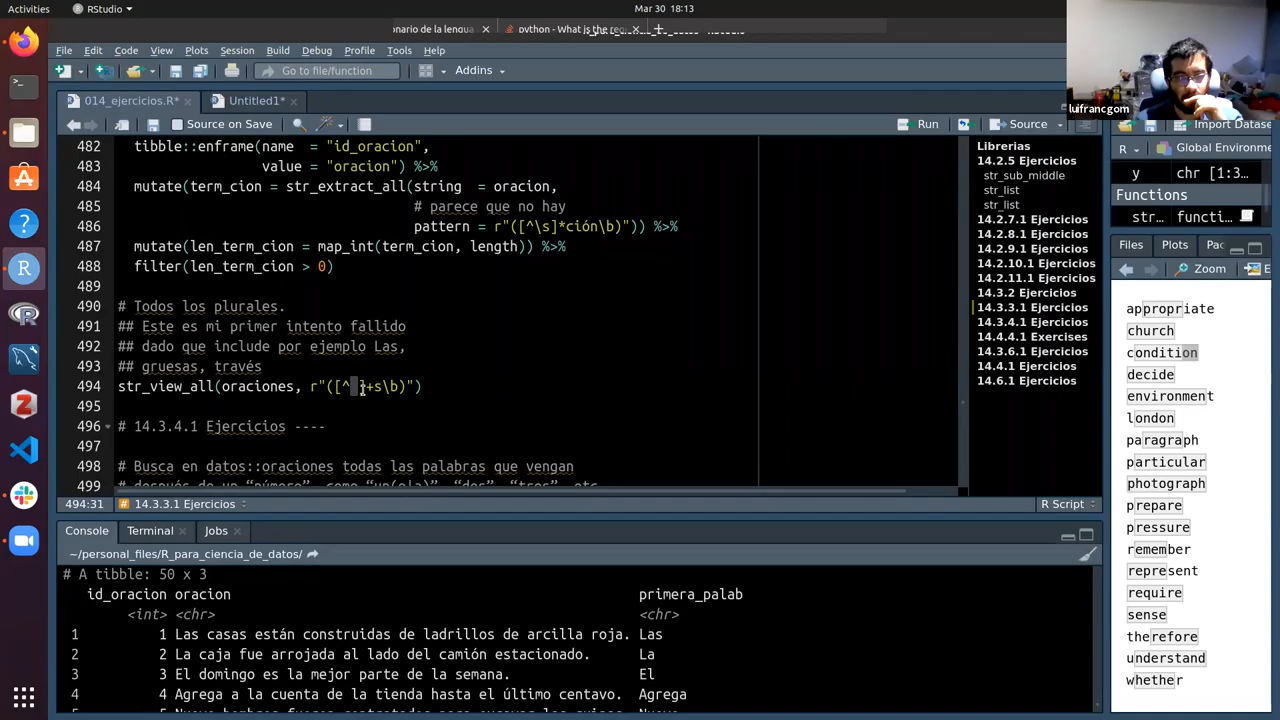 Activities
RStudio
Mar 30 18:13
onario de la lengua
python - What is the reg
File Edit Code View Plots Session Build Debug Profile Tools Help
Go to file/function
Addins
luifrancgom
014_ejercicios.R*
Untitled1*
Source on Save
Run
Source
Import Dataset
R
Global Environme
482 tibble::enframe(name = "id_oracion",
483 value = "oracion") %>%
484 mutate(term_cion = str_extract_all(string = oracion,
485 # parece que no hay
486 pattern = r"([^\s]*ción\b)")) %>%
487 mutate(len_term_cion = map_int(term_cion, length)) %>%
488 filter(len_term_cion > 0)
489
490 # Todos los plurales.
491 ## Este es mi primer intento fallido
492 ## dado que include por ejemplo Las,
493 ## gruesas, través
494 str_view_all(oraciones, r"([^ ]+s\b)")
495
496 # 14.3.4.1 Ejercicios ----
497
498 # Busca en datos::oraciones todas las palabras que vengan
499 # después de un "número", como "un(o|a)", "dos", "tres", etc
494:31
14.3.3.1 Ejercicios
R Script
Librerias
14.2.5 Ejercicios
str_sub_middle
str_list
str_list
14.2.7.1 Ejercicios
14.2.8.1 Ejercicios
14.2.9.1 Ejercicios
14.2.10.1 Ejercicios
14.2.11.1 Ejercicios
14.3.2 Ejercicios
14.3.3.1 Ejercicios
14.3.4.1 Ejercicios
14.4.4.1 Exercises
14.3.5.1 Ejercicios
14.3.6.1 Ejercicios
14.4.1 Ejercicios
14.6.1 Ejercicios
y chr [1:3…
Functions
str… functi…
Files Plots Pac
Zoom
E
appropriate
church
condition
decide
environment
london
paragraph
particular
photograph
prepare
pressure
remember
represent
require
sense
therefore
understand
whether
Console Terminal Jobs
~/personal_files/R_para_ciencia_de_datos/
# A tibble: 50 x 3
id_oracion oracion primera_palab
<int> <chr> <chr>
1 1 Las casas están construidas de ladrillos de arcilla roja. Las
2 2 La caja fue arrojada al lado del camión estacionado. La
3 3 El domingo es la mejor parte de la semana. El
4 4 Agrega a la cuenta de la tienda hasta el último centavo. Agrega